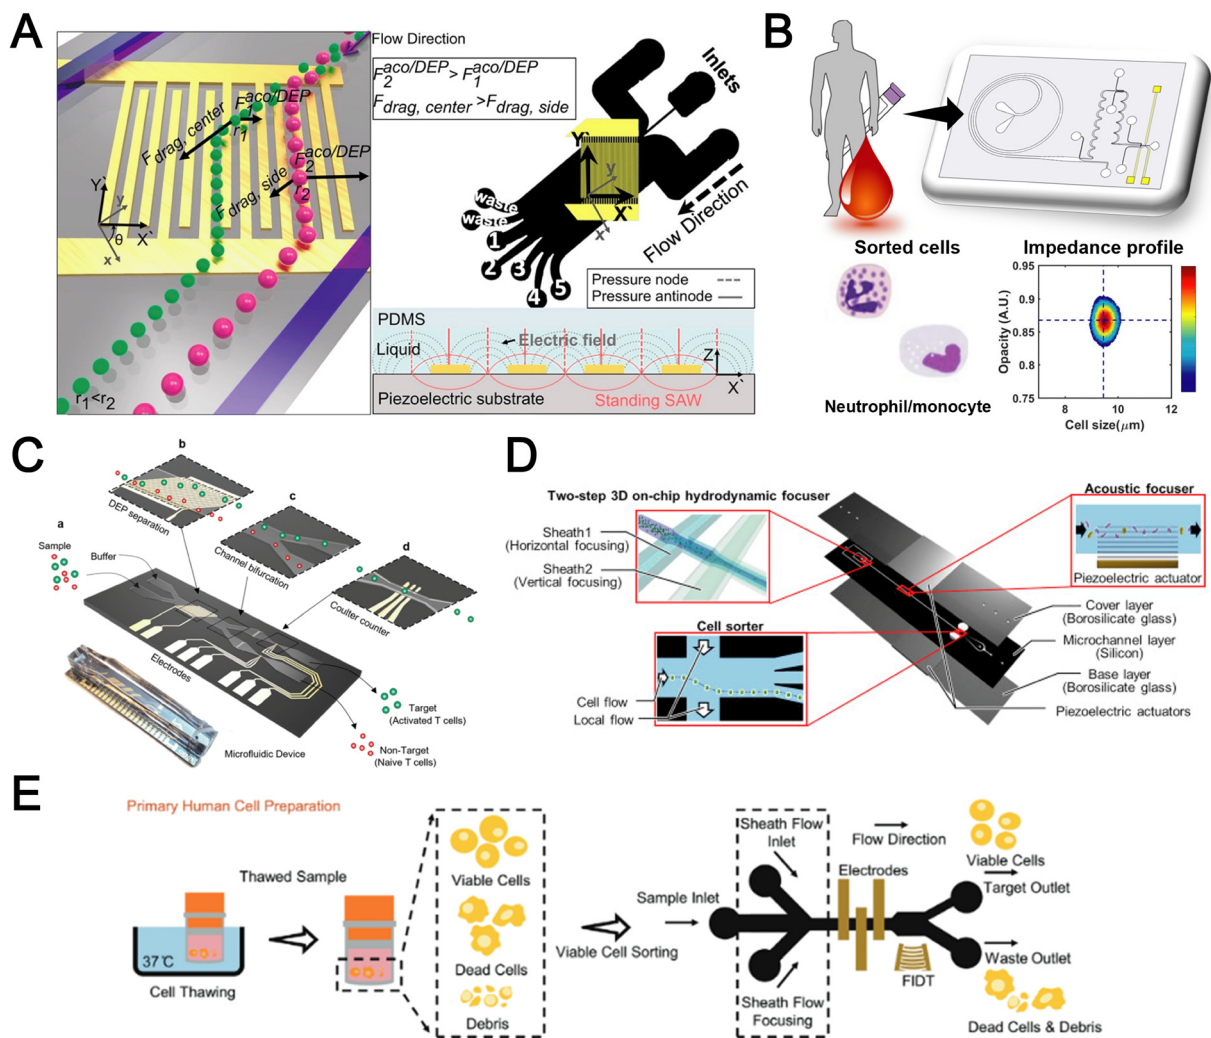 A
Flow Direction
F2^aco/DEP > F1^aco/DEP
Fdrag, center >Fdrag, side
F1^aco/DEP
r1
Fdrag, center
F2^aco/DEP
r2
Fdrag, side
Y`
y
X`
θ
x
r1<r2
Inlets
Y`
y
X`
x
Flow Direction
waste
waste
1
2
3
4
5
Pressure node
Pressure antinode
PDMS
Liquid
Electric field
Z
X`
Piezoelectric substrate
Standing SAW
B
Sorted cells
Neutrophil/monocyte
Impedance profile
0.95
0.9
0.85
0.8
0.75
Opacity (A.U.)
8
10
12
Cell size(μm)
C
a
Sample
Buffer
b
DEP separation
c
Channel bifurcation
d
Coulter counter
Electrodes
Target
(Activated T cells)
Non-Target
(Naive T cells)
Microfluidic Device
D
Two-step 3D on-chip hydrodynamic focuser
Sheath1
(Horizontal focusing)
Sheath2
(Vertical focusing)
Acoustic focuser
Piezoelectric actuator
Cover layer
(Borosilicate glass)
Microchannel layer
(Silicon)
Base layer
(Borosilicate glass)
Piezoelectric actuators
Cell sorter
Cell flow
Local flow
E
Primary Human Cell Preparation
37℃
Cell Thawing
Thawed Sample
Viable Cells
Dead Cells
Debris
Viable Cell Sorting
Sample Inlet
Sheath Flow
Inlet
Sheath Flow
Focusing
Flow Direction
Electrodes
FIDT
Viable Cells
Target Outlet
Waste Outlet
Dead Cells & Debris